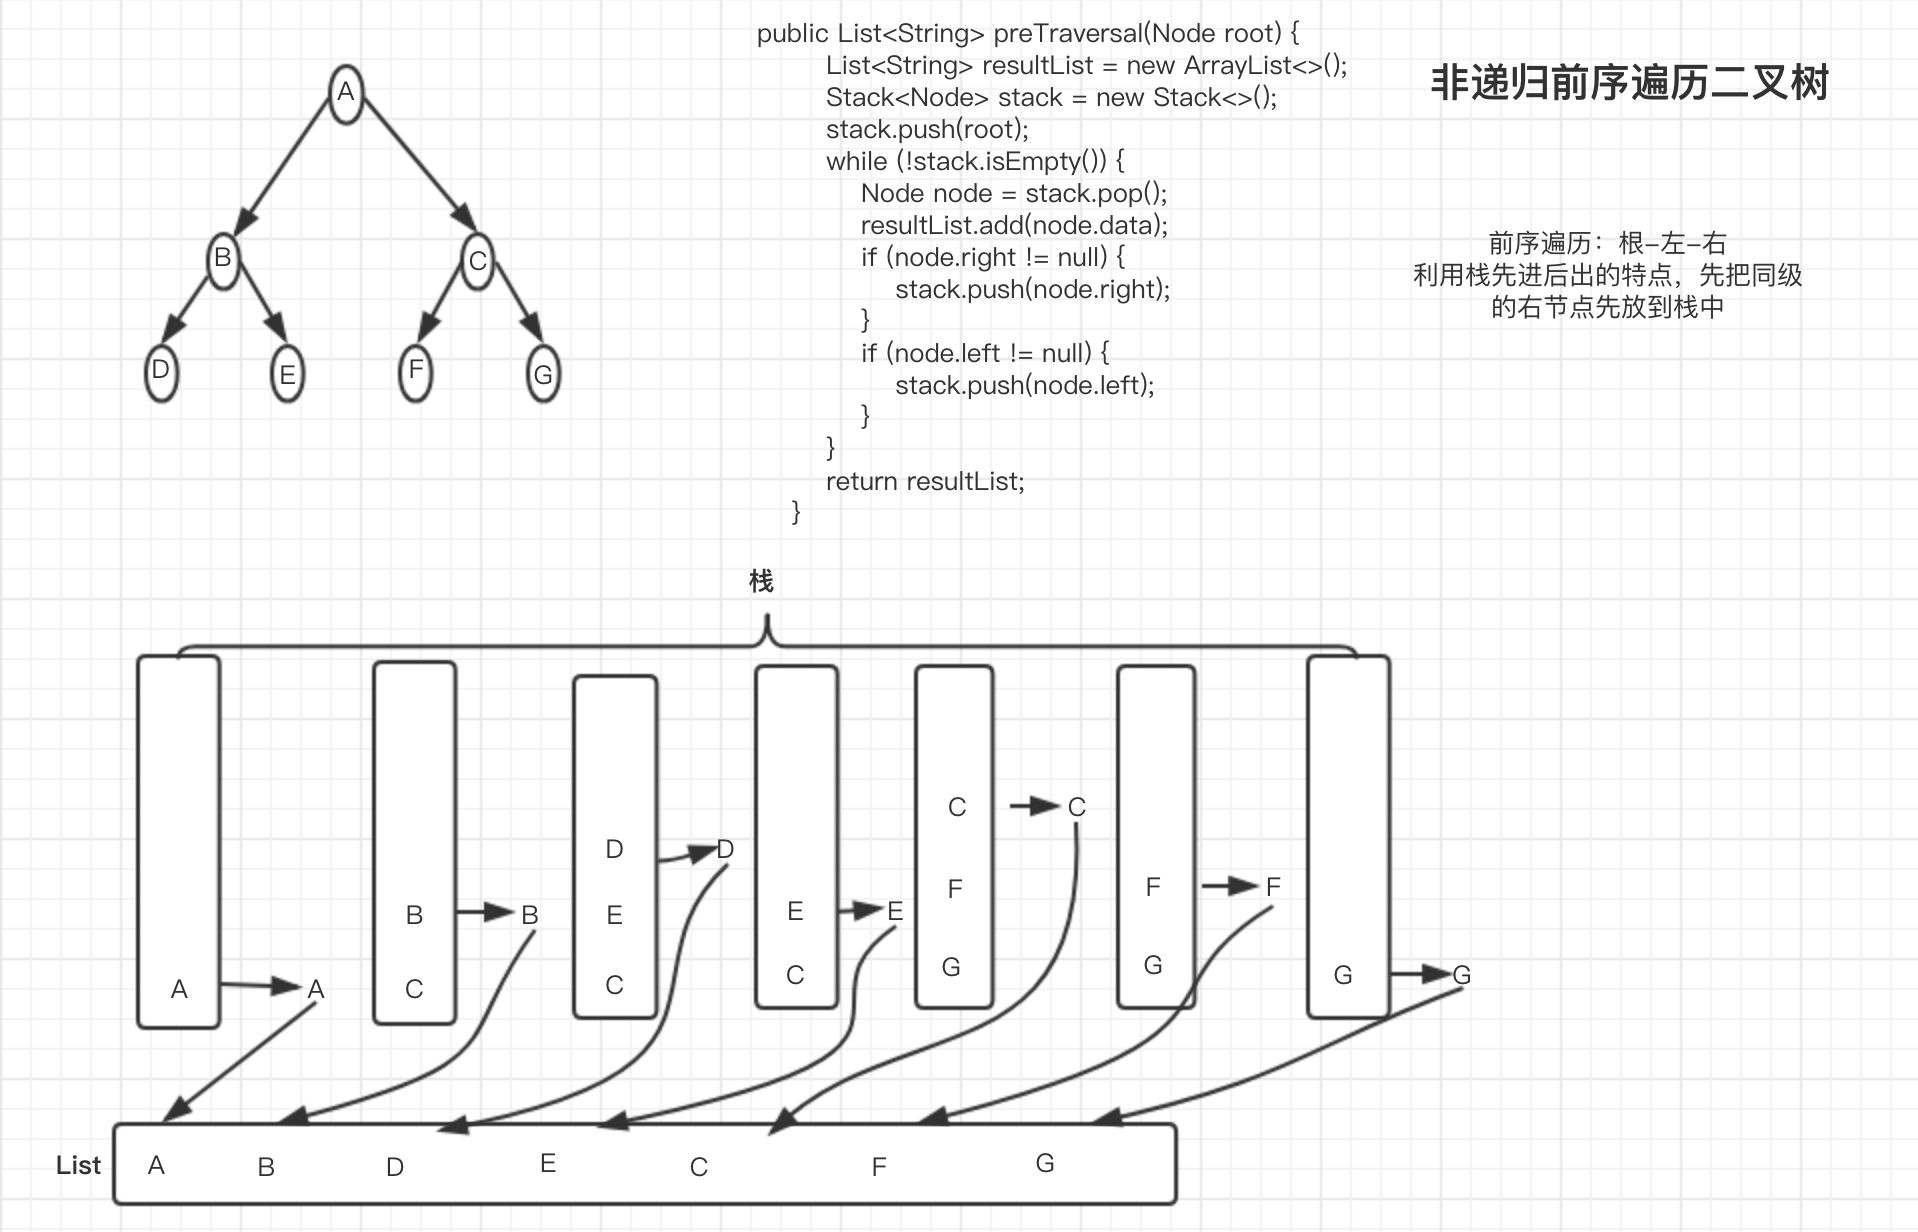 A
B
C
D
E
F
G
public List<String> preTraversal(Node root) {
List<String> resultList = new ArrayList<>();
Stack<Node> stack = new Stack<>();
stack.push(root);
while (!stack.isEmpty()) {
Node node = stack.pop();
resultList.add(node.data);
if (node.right != null) {
stack.push(node.right);
}
if (node.left != null) {
stack.push(node.left);
}
}
return resultList;
}
非递归前序遍历二叉树
前序遍历：根-左-右
利用栈先进后出的特点，先把同级
的右节点先放到栈中
栈
A
A
B
C
B
D
E
C
D
E
C
E
C
F
G
C
F
G
F
G
G
List
A B D E C F G